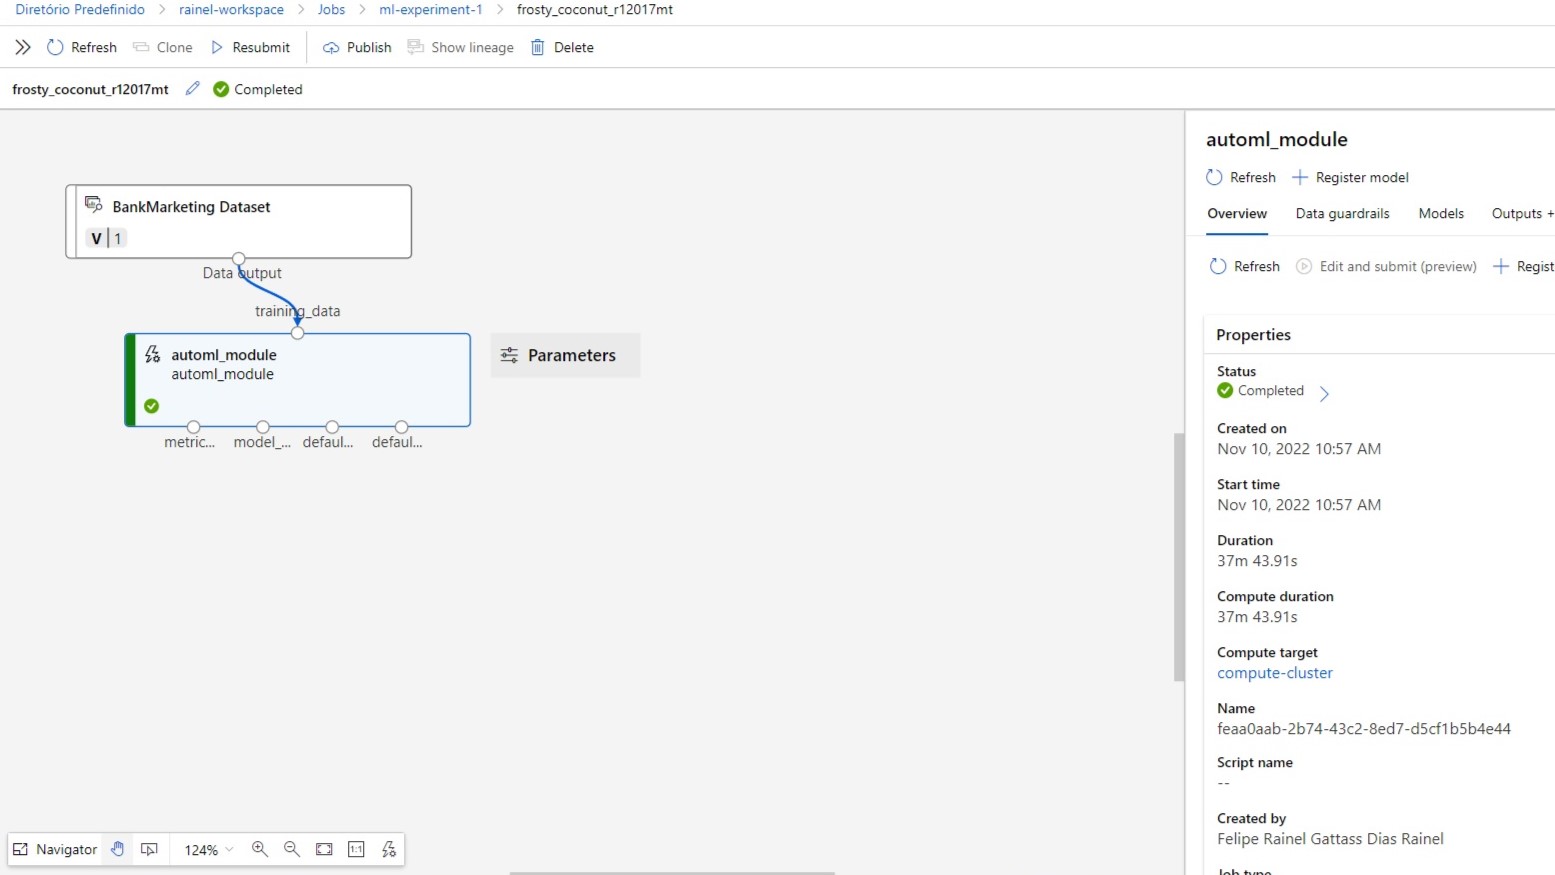 Diretório Predefinido > rainel-workspace > Jobs > ml-experiment-1 > frosty_coconut_r12017mt
Refresh Clone Resubmit Publish Show lineage Delete
frosty_coconut_r12017mt Completed
BankMarketing Dataset
V 1
Data output
training_data
automl_module
automl_module
Parameters
metric... model_... defaul... defaul...
Navigator 124% 1:1
automl_module
Refresh Register model
Overview Data guardrails Models Outputs +
Refresh Edit and submit (preview) Regist
Properties
Status
Completed
Created on
Nov 10, 2022 10:57 AM
Start time
Nov 10, 2022 10:57 AM
Duration
37m 43.91s
Compute duration
37m 43.91s
Compute target
compute-cluster
Name
feaa0aab-2b74-43c2-8ed7-d5cf1b5b4e44
Script name
--
Created by
Felipe Rainel Gattass Dias Rainel
Job type